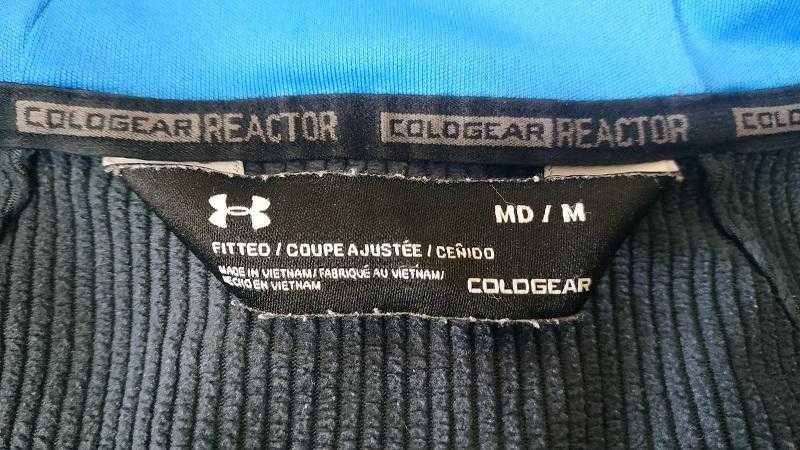 COLDGEAR REACTOR COLDGEAR REACTOR COLDGEAR
MD / M
FITTED / COUPE AJUSTÉE / CEÑIDO
MADE IN VIETNAM / FABRIQUÉ AU VIETNAM /
HECHO EN VIETNAM
COLDGEAR